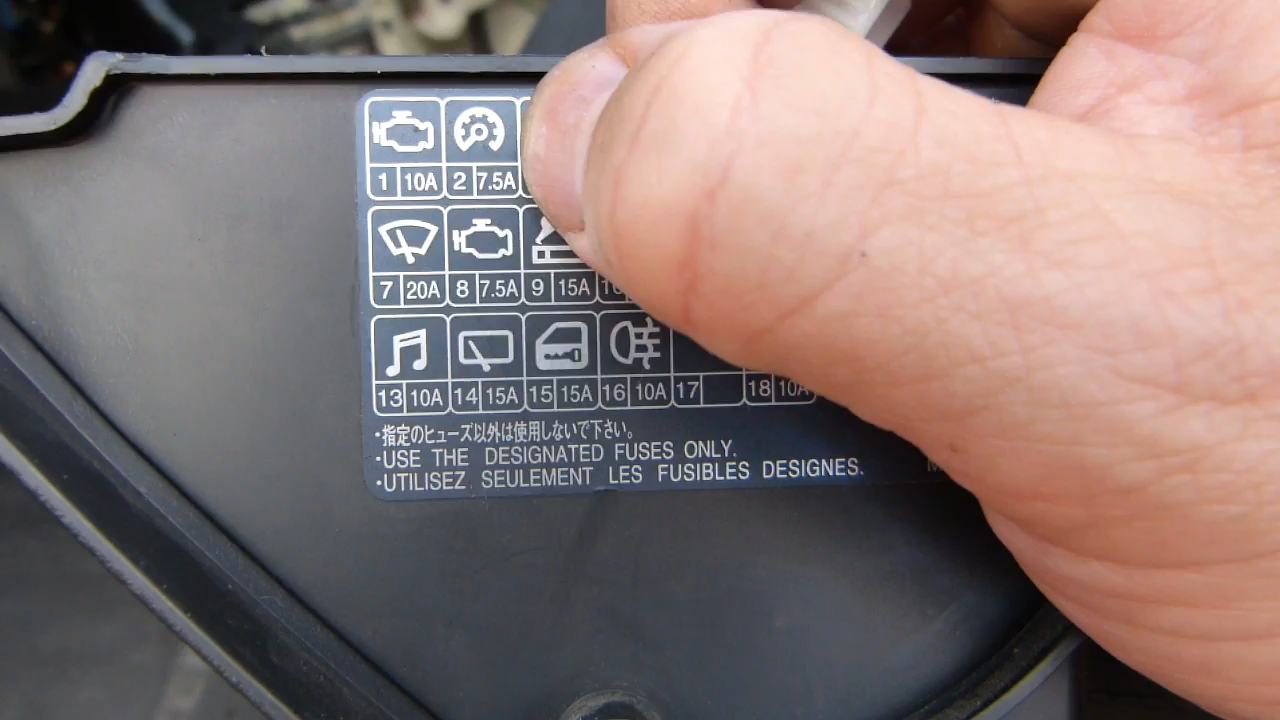 1 10A 2 7.5A
7 20A 8 7.5A 9 15A
13 10A 14 15A 15 15A 16 10A 17 18 10A
・指定のヒューズ以外は使用しないで下さい。
・USE THE DESIGNATED FUSES ONLY.
・UTILISEZ SEULEMENT LES FUSIBLES DESIGNES.